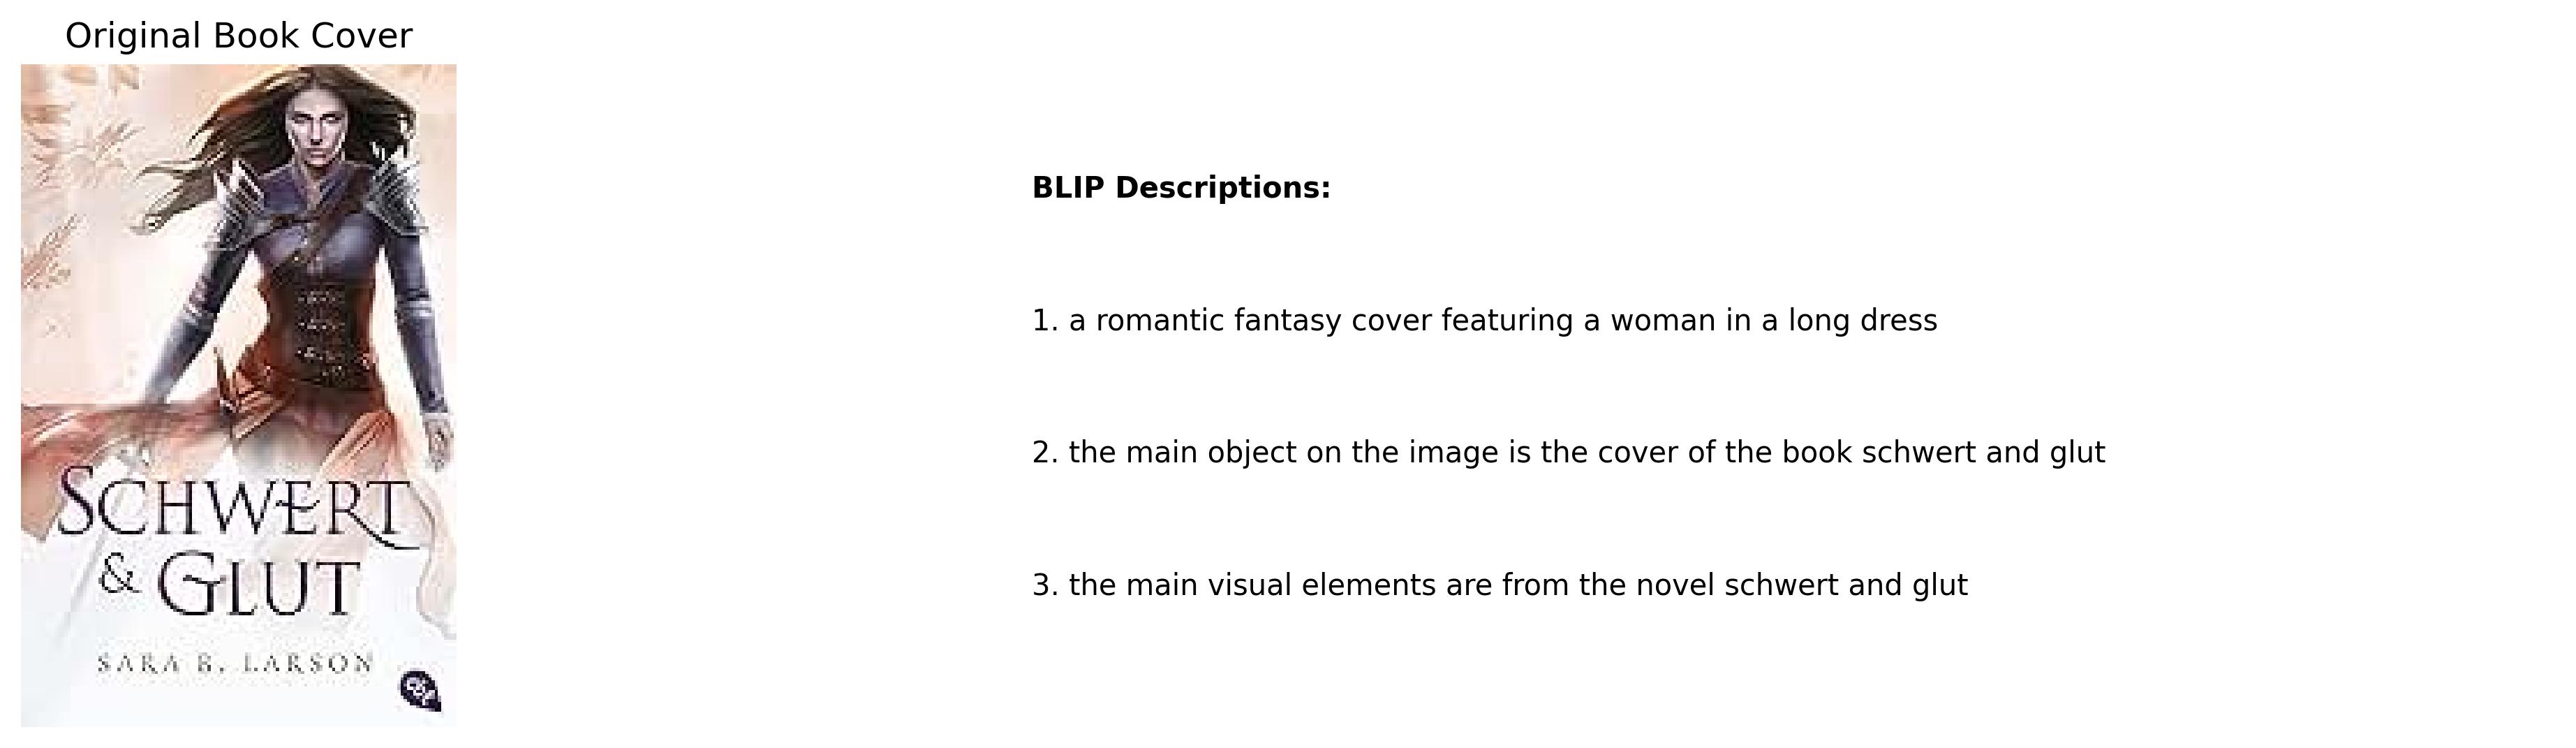 Original Book Cover
SCHWERT
& GLUT
SARA B. LARSON
BLIP Descriptions:
1. a romantic fantasy cover featuring a woman in a long dress
2. the main object on the image is the cover of the book schwert and glut
3. the main visual elements are from the novel schwert and glut